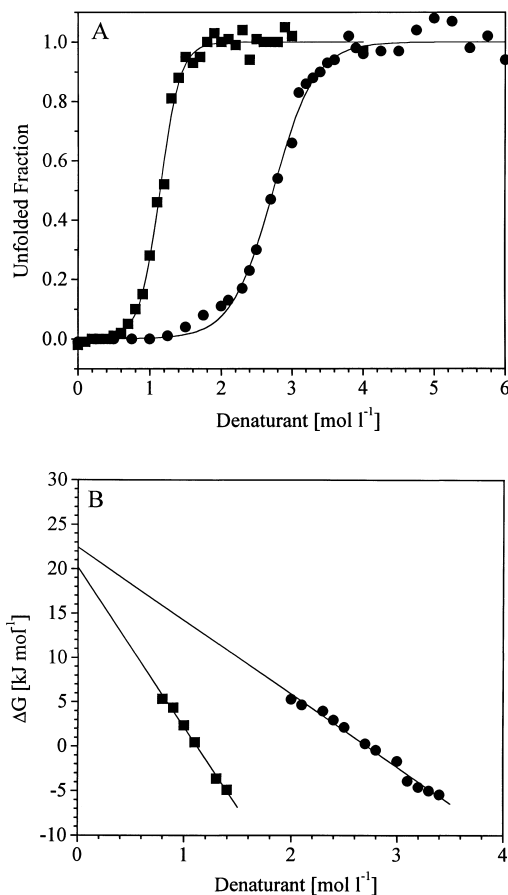 A
1.0
0.8
0.6
0.4
0.2
0.0
Unfolded Fraction
0 1 2 3 4 5 6
Denaturant [mol l⁻¹]
B
30
25
20
15
10
5
0
-5
-10
ΔG [kJ mol⁻¹]
0 1 2 3 4
Denaturant [mol l⁻¹]